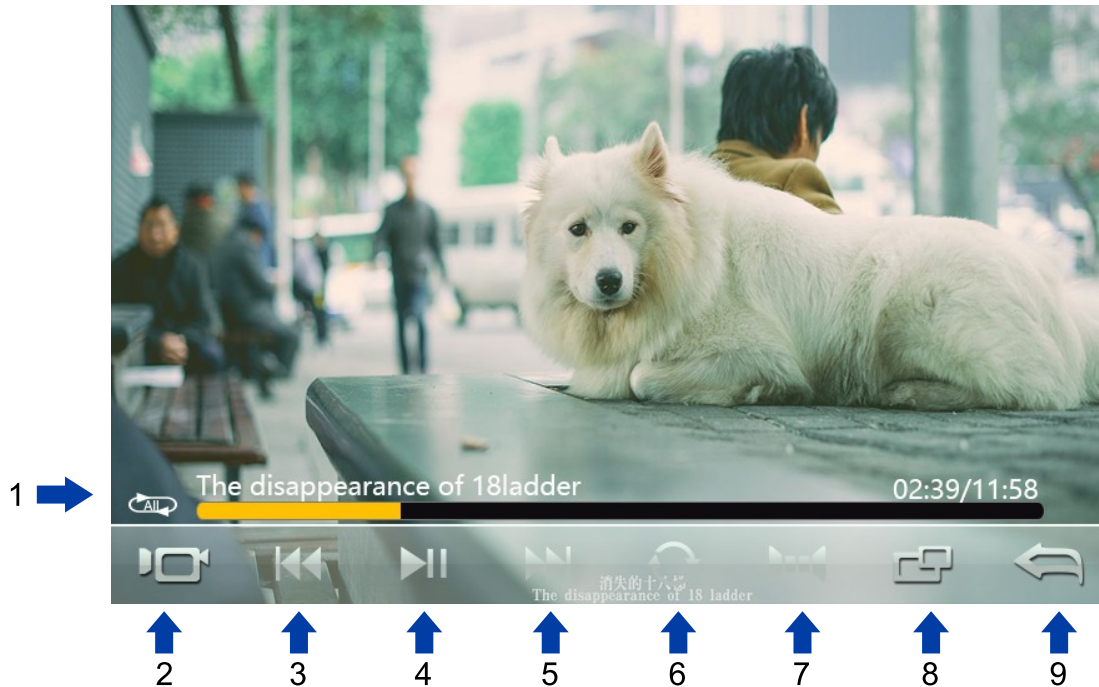 The disappearance of 18ladder
02:39/11:58
All
1
消失的十八梯
The disappearance of 18 ladder
2 3 4 5 6 7 8 9